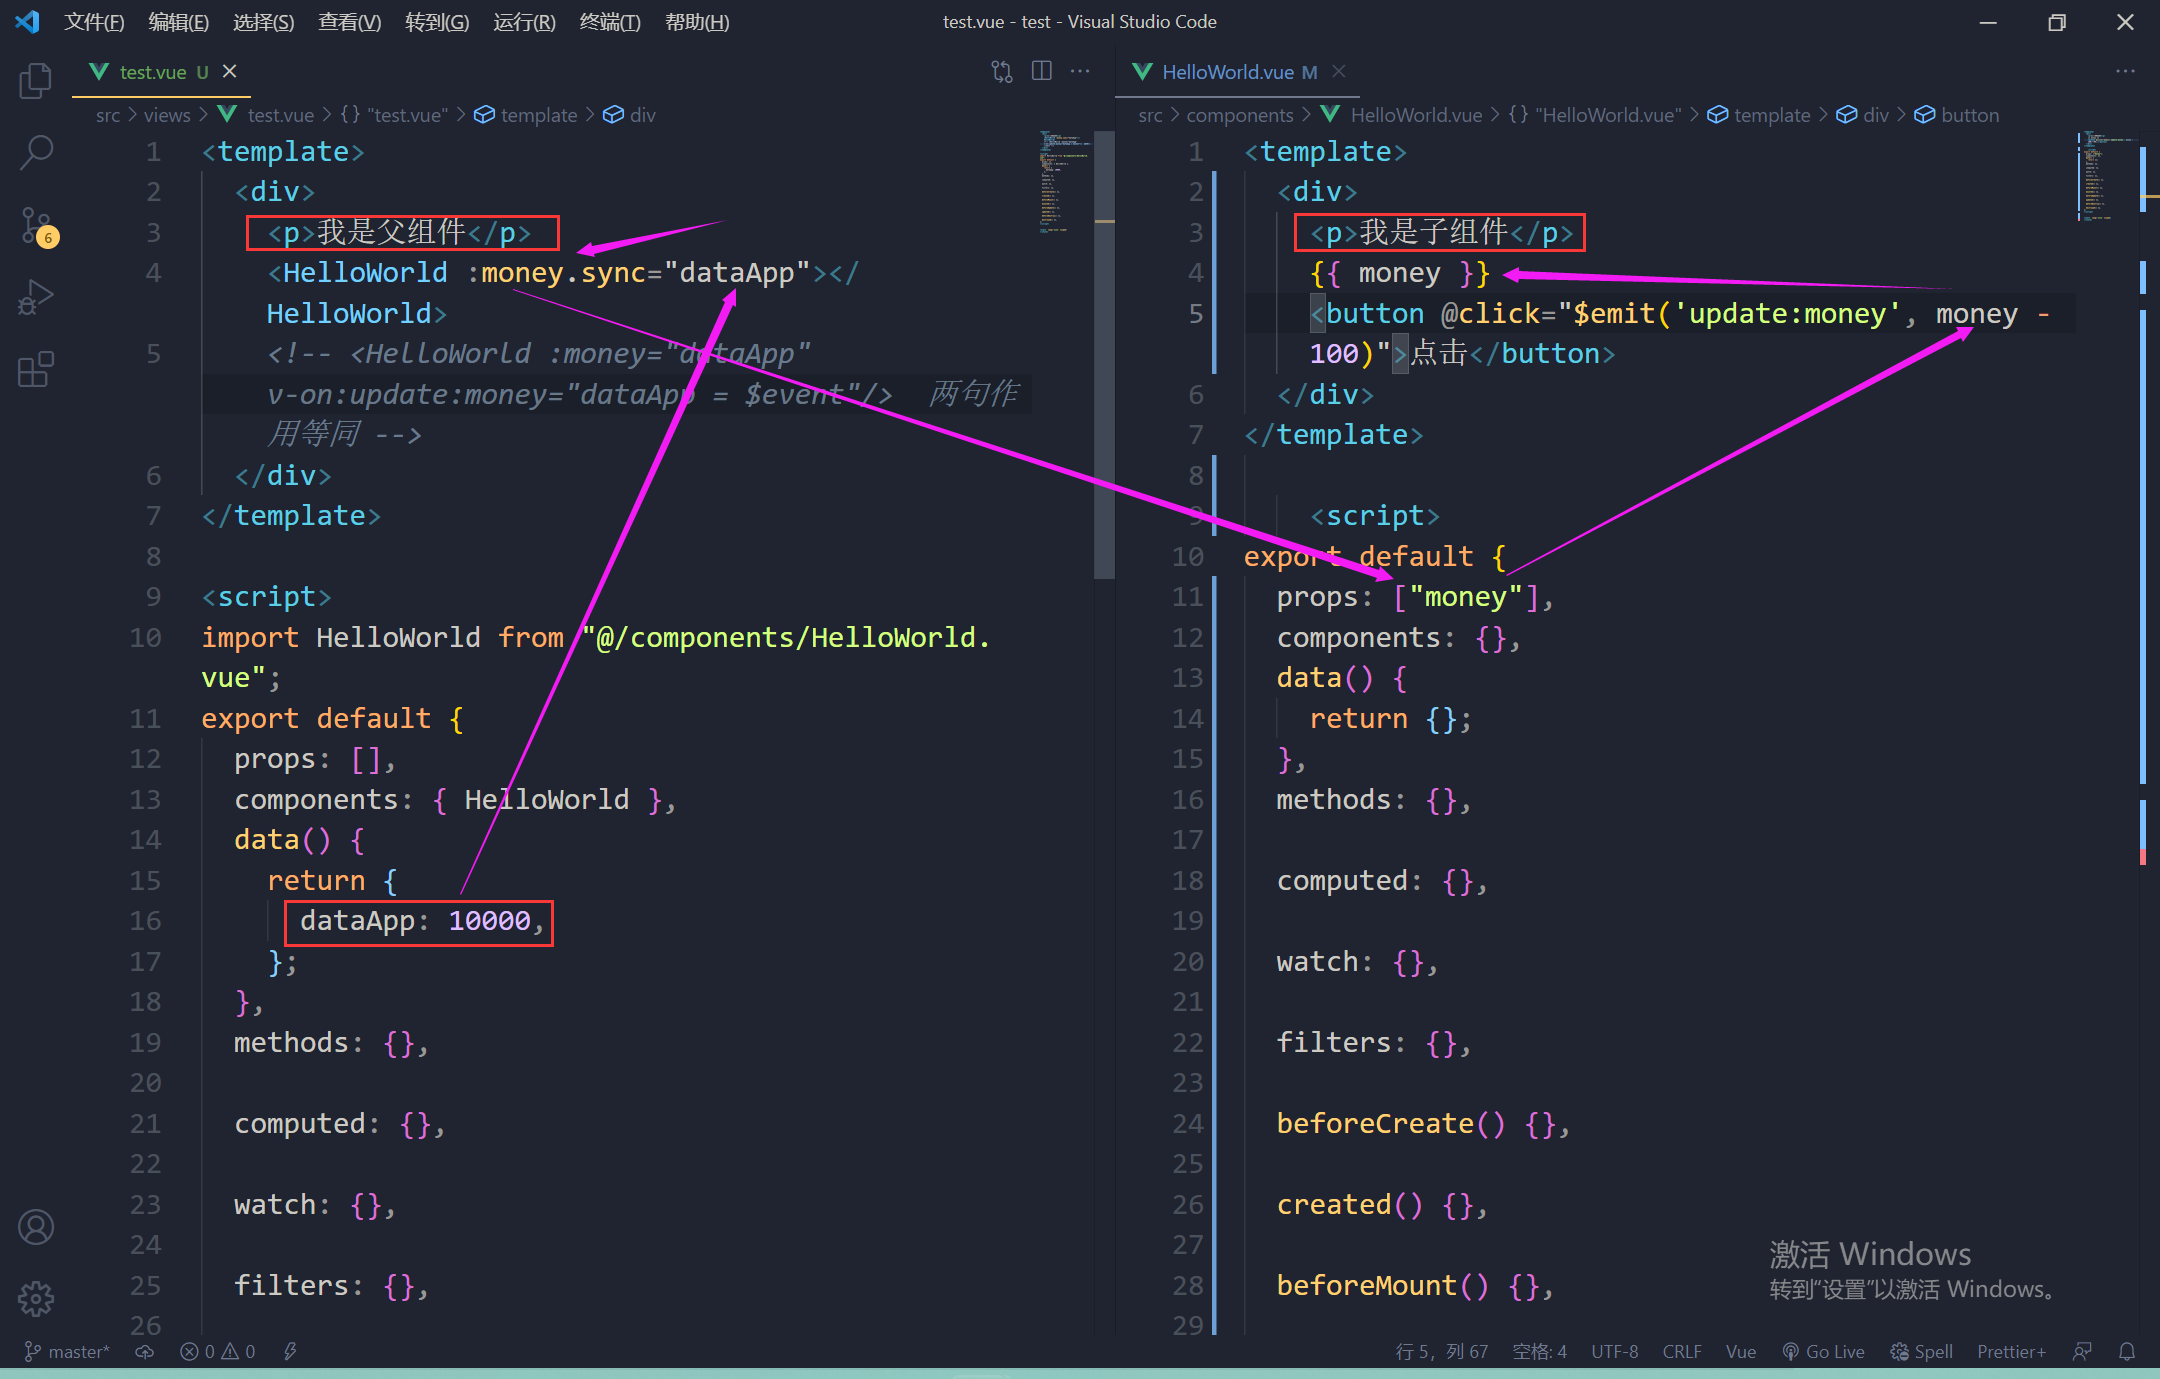 文件(F) 编辑(E) 选择(S) 查看(V) 转到(G) 运行(R) 终端(T) 帮助(H) test.vue - test - Visual Studio Code
test.vue U
src > views > test.vue > {} "test.vue" > template > div
1 <template>
2 <div>
3 <p>我是父组件</p>
4 <HelloWorld :money.sync="dataApp"></
HelloWorld>
5 <!-- <HelloWorld :money="dataApp"
v-on:update:money="dataApp = $event"/> 两句作
用等同 -->
6 </div>
7 </template>
8
9 <script>
10 import HelloWorld from "@/components/HelloWorld.
vue";
11 export default {
12 props: [],
13 components: { HelloWorld },
14 data() {
15 return {
16 dataApp: 10000,
17 };
18 },
19 methods: {},
20
21 computed: {},
22
23 watch: {},
24
25 filters: {},
26
HelloWorld.vue M
src > components > HelloWorld.vue > {} "HelloWorld.vue" > template > div > button
1 <template>
2 <div>
3 <p>我是子组件</p>
4 {{ money }}
5 <button @click="$emit('update:money', money -
100)">点击</button>
6 </div>
7 </template>
8
9 <script>
10 export default {
11 props: ["money"],
12 components: {},
13 data() {
14 return {};
15 },
16 methods: {},
17
18 computed: {},
19
20 watch: {},
21
22 filters: {},
23
24 beforeCreate() {},
25
26 created() {},
27
28 beforeMount() {},
29
激活 Windows
转到“设置”以激活 Windows。
6
master* 0 0 行 5，列 67 空格: 4 UTF-8 CRLF Vue Go Live Spell Prettier+